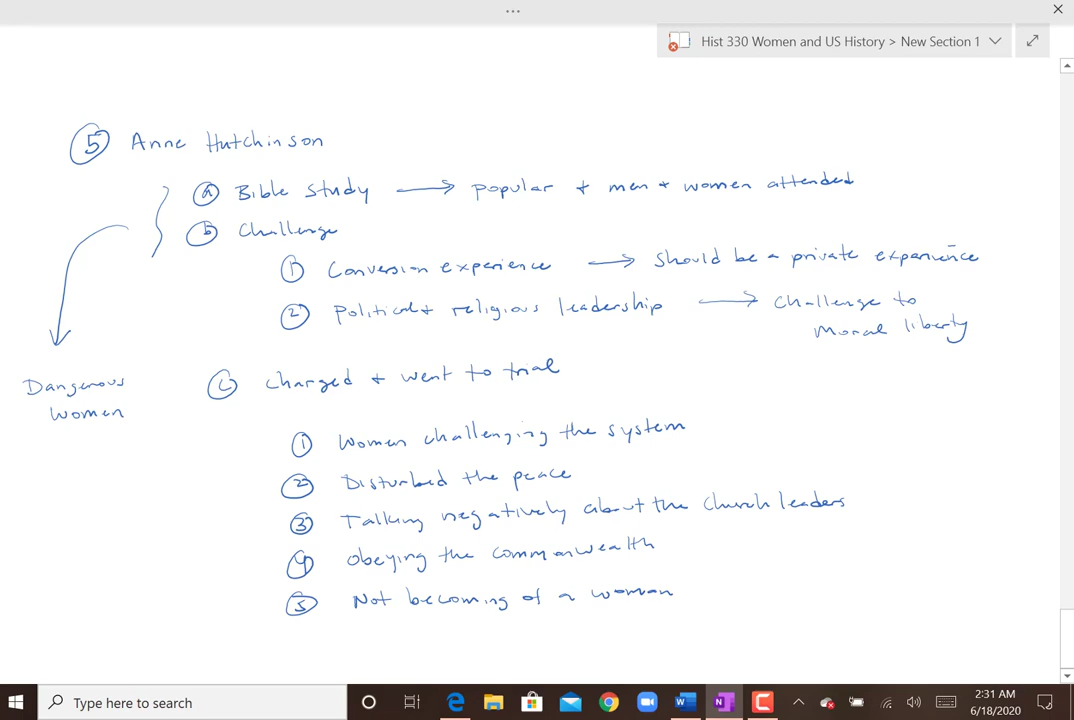 ...
Hist 330 Women and US History > New Section 1
5 Anne Hutchinson
a Bible study → popular + men + women attended
b Challenge
1 Conversion experience → should be a private experience
2 Political + religious leadership → challenge to
moral liberty
Dangerous
women
c Charged + went to trial
1 Women challenging the system
2 Disturbed the peace
3 Talking negatively about the church leaders
4 obeying the commonwealth
5 Not becoming of a woman
Type here to search
2:31 AM
6/18/2020